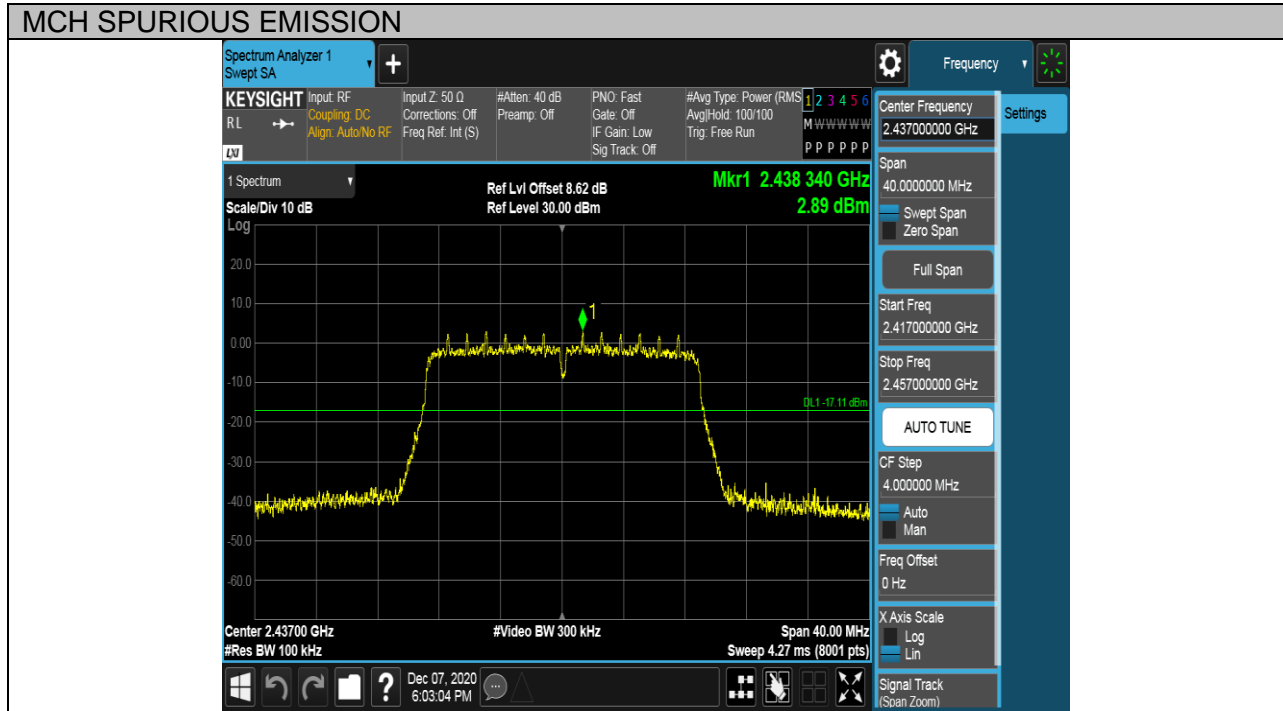 MCH SPURIOUS EMISSION
Spectrum Analyzer 1
Swept SA
+
Frequency
KEYSIGHT
RL
LXI
Input: RF
Coupling: DC
Align: Auto/No RF
Input Z: 50 Ω
Corrections: Off
Freq Ref: Int (S)
#Atten: 40 dB
Preamp: Off
PNO: Fast
Gate: Off
IF Gain: Low
Sig Track: Off
#Avg Type: Power (RMS
Avg|Hold: 100/100
Trig: Free Run
1 2 3 4 5 6
M W W W W W
P P P P P P
Center Frequency
2.437000000 GHz
Settings
1 Spectrum
Scale/Div 10 dB
Log
Ref Lvl Offset 8.62 dB
Ref Level 30.00 dBm
Mkr1 2.438 340 GHz
2.89 dBm
Span
40.0000000 MHz
Swept Span
Zero Span
Full Span
Start Freq
2.417000000 GHz
Stop Freq
2.457000000 GHz
AUTO TUNE
CF Step
4.000000 MHz
Auto
Man
Freq Offset
0 Hz
X Axis Scale
Log
Lin
Signal Track
(Span Zoom)
20.0
10.0
1
0.00
-10.0
DL1 -17.11 dBm
-20.0
-30.0
-40.0
-50.0
-60.0
Center 2.43700 GHz
#Res BW 100 kHz
#Video BW 300 kHz
Span 40.00 MHz
Sweep 4.27 ms (8001 pts)
?
Dec 07, 2020
6:03:04 PM